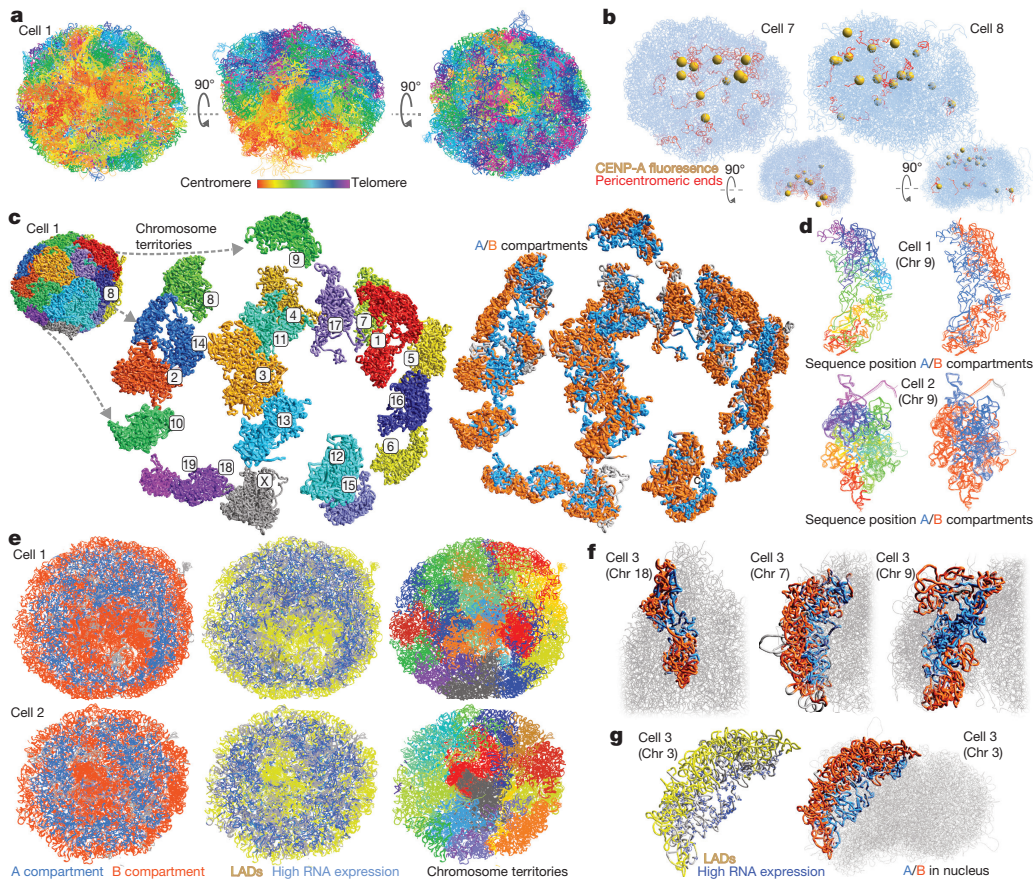 a
Cell 1
90°
90°
Centromere
Telomere
b
Cell 7
Cell 8
CENP-A fluoresence
Pericentromeric ends
90°
90°
c
Cell 1
Chromosome
territories
8
9
8
14
2
10
4
11
3
13
17
7
1
5
16
6
19
18
X
12
15
A/B compartments
C
d
Cell 1
(Chr 9)
Sequence position A/B compartments
Cell 2
(Chr 9)
Sequence position A/B compartments
e
Cell 1
Cell 2
A compartment B compartment
LADs High RNA expression
Chromosome territories
f
Cell 3
(Chr 18)
Cell 3
(Chr 7)
Cell 3
(Chr 9)
g
Cell 3
(Chr 3)
LADs
High RNA expression
Cell 3
(Chr 3)
A/B in nucleus